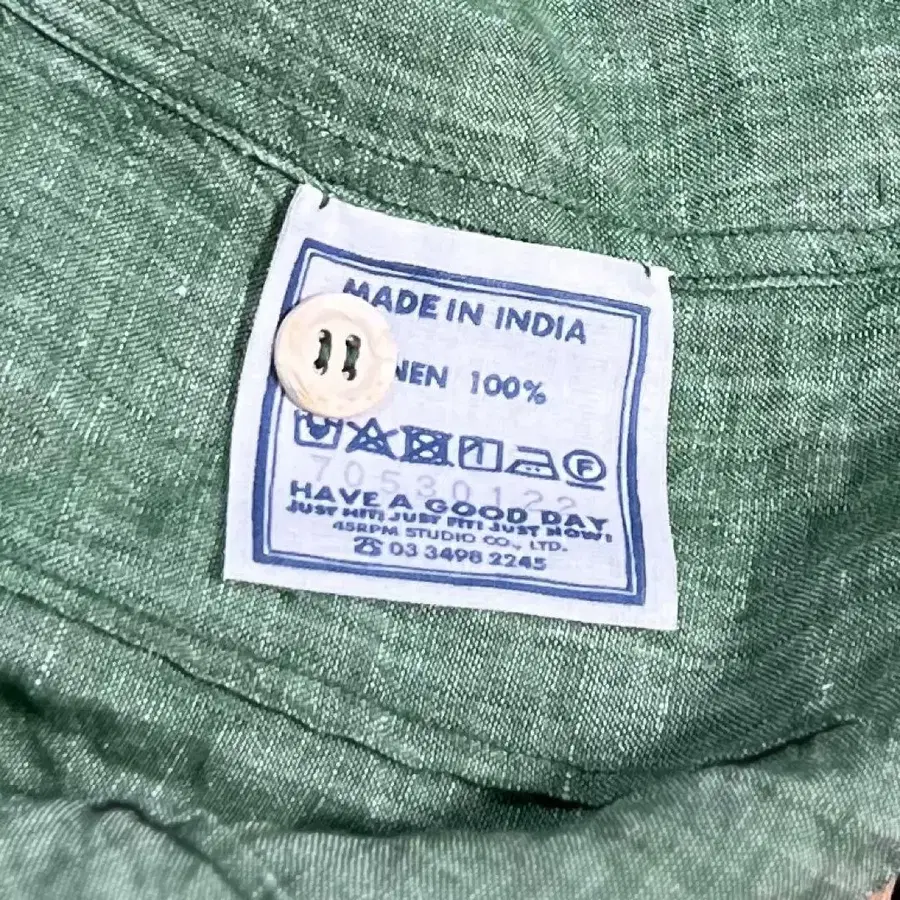 MADE IN INDIA
NEN 100%
70530122
HAVE A GOOD DAY
JUST HIT! JUST FIT! JUST NOW!
45RPM STUDIO CO., LTD.
☎ 03 3498 2245